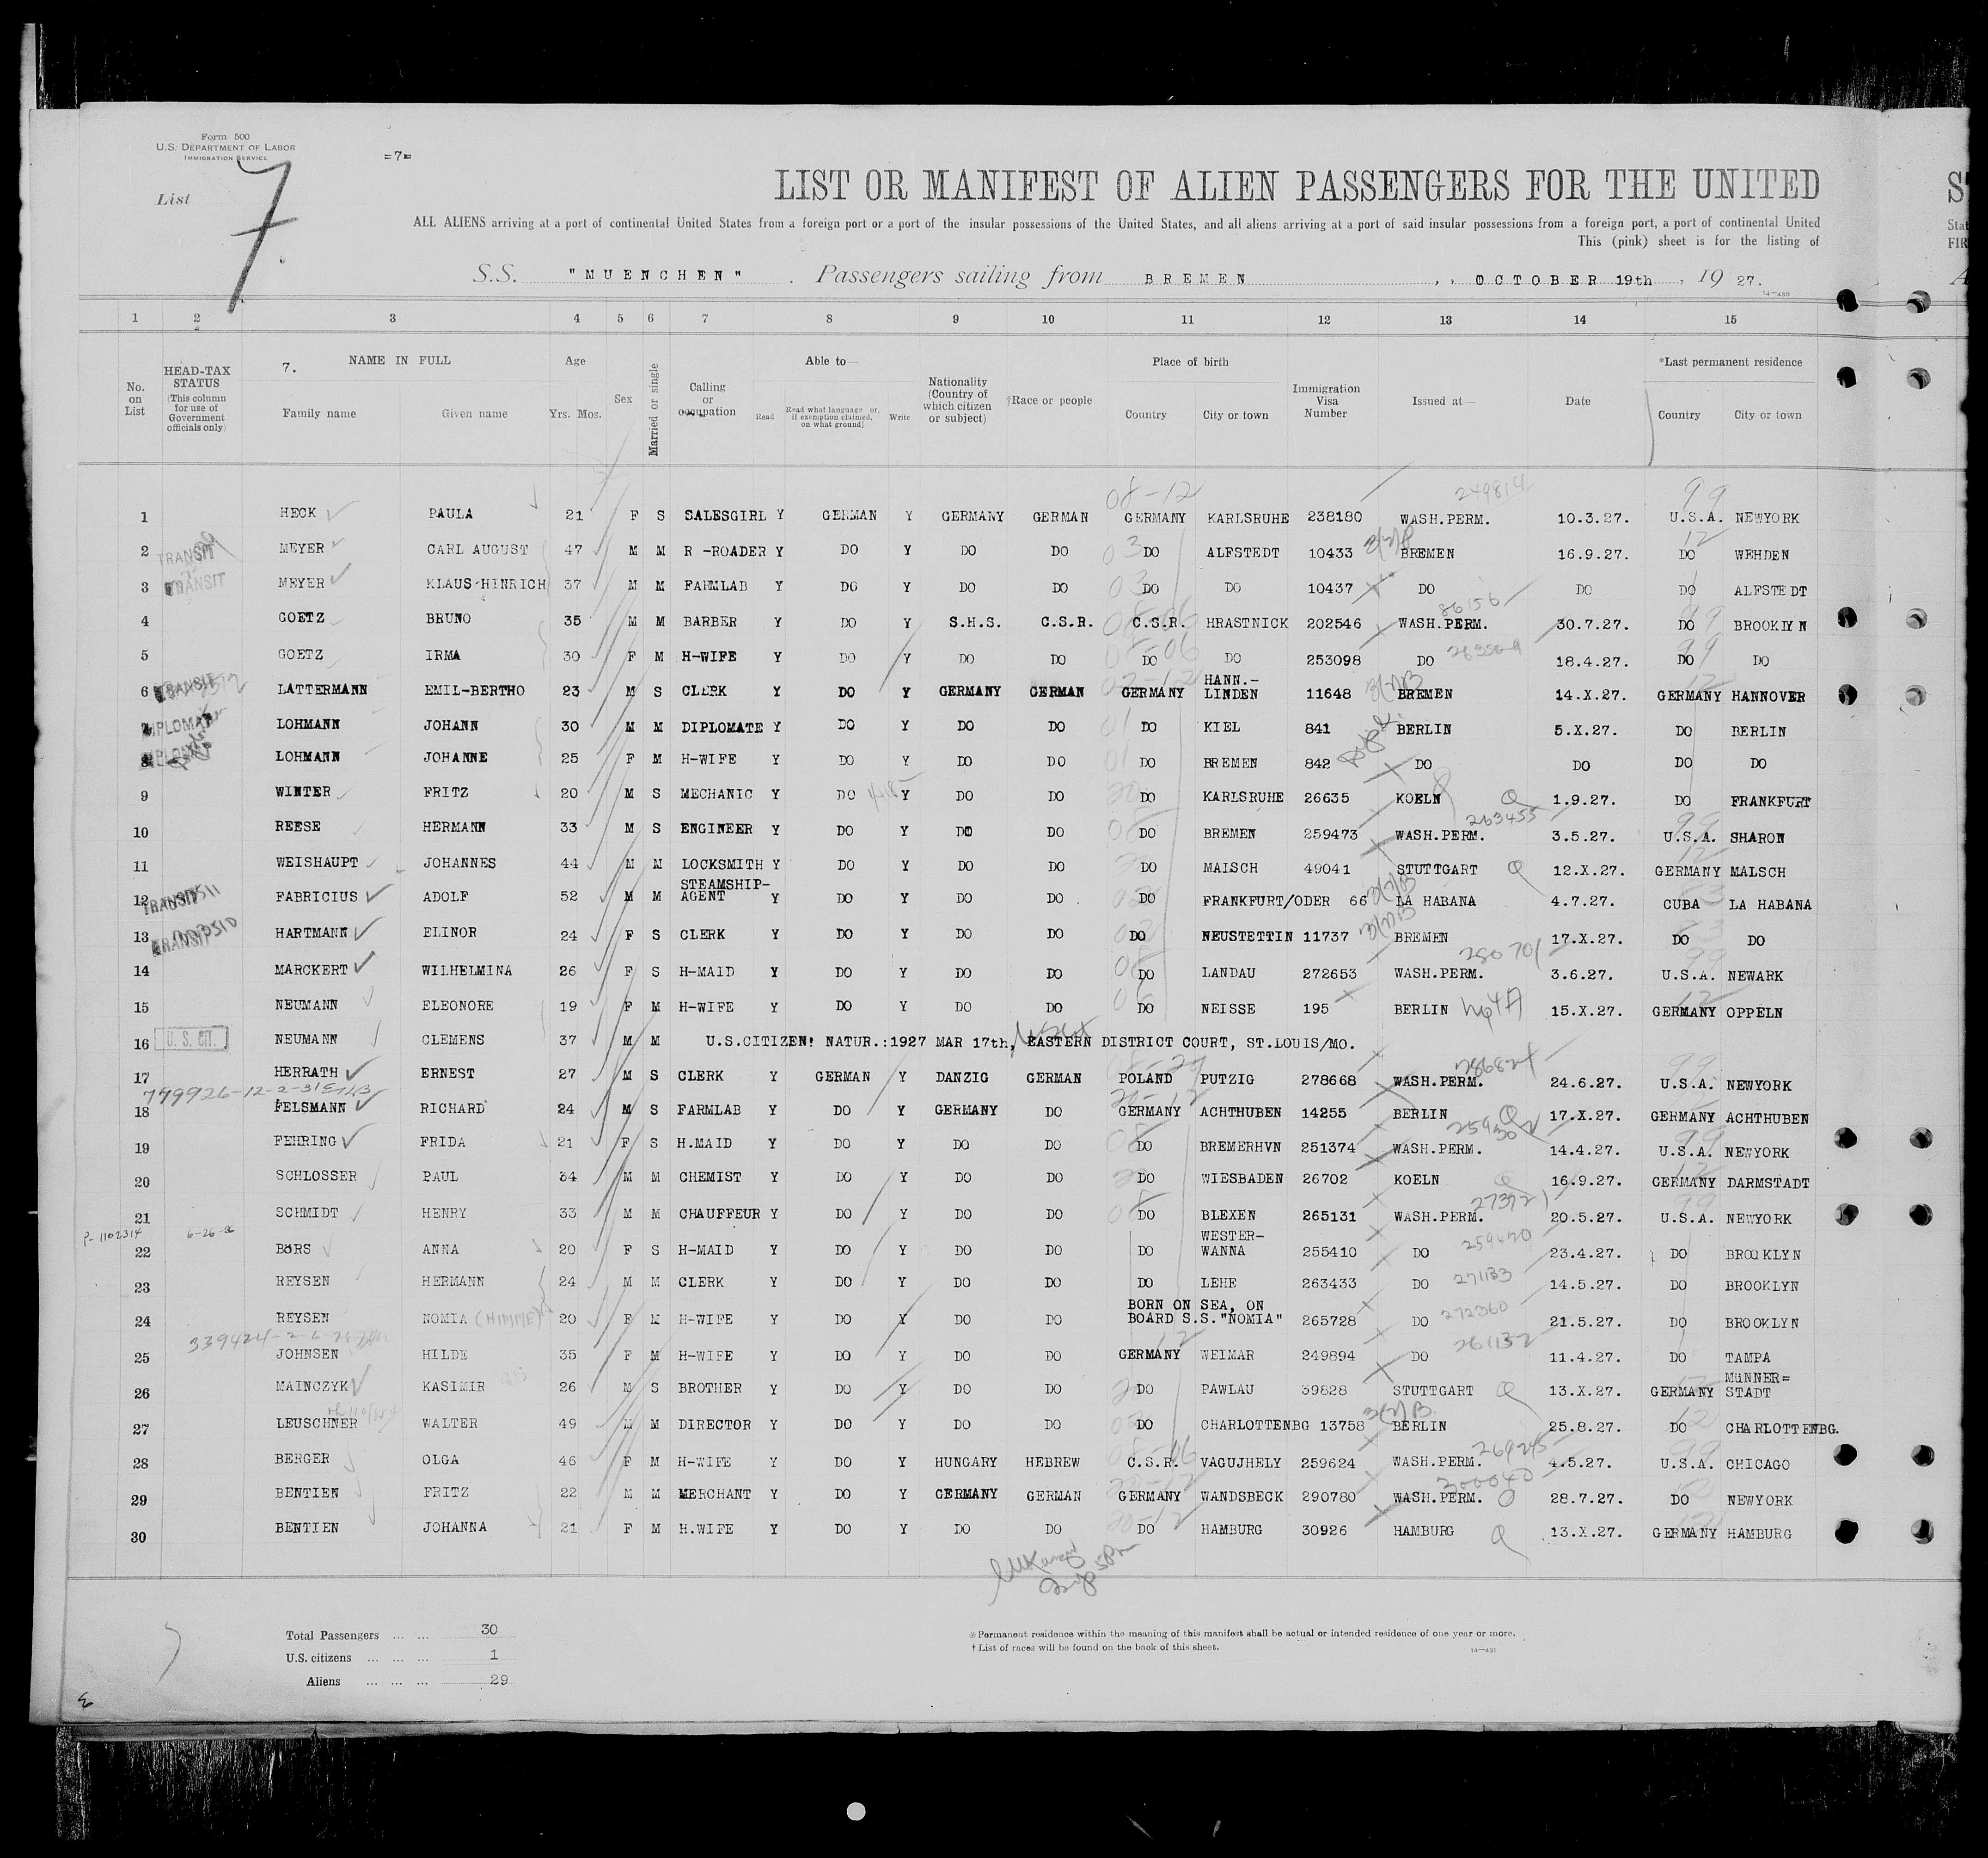 Form 500
U.S. DEPARTMENT OF LABOR
IMMIGRATION SERVICE
=7=
List 7
LIST OR MANIFEST OF ALIEN PASSENGERS FOR THE UNITED
ALL ALIENS arriving at a port of continental United States from a foreign port or a port of the insular possessions of the United States, and all aliens arriving at a port of said insular possessions from a foreign port, a port of continental United
This (pink) sheet is for the listing of
S.S. "MUENCHEN" . Passengers sailing from BREMEN , OCTOBER 19th , 19 27.
14-430
1 2 3 4 5 6 7 8 9 10 11 12 13 14 15
No. on List
HEAD-TAX STATUS (This column for use of Government officials only)
7. NAME IN FULL
Family name Given name
Age Yrs. Mos.
Sex
Married or single
Calling or occupation
Able to—
Read Read what language or, if exemption claimed, on what ground Write
Nationality (Country of which citizen or subject)
†Race or people
Place of birth
Country City or town
Immigration Visa Number
Issued at—
Date
*Last permanent residence
Country City or town
249814
1 HECK PAULA 21 F S SALESGIRL Y GERMAN Y GERMANY GERMAN 08-12 GERMANY KARLSRUHE 238180 WASH.PERM. 10.3.27. 99 U.S.A. NEWYORK
2 TRANSIT MEYER CARL AUGUST 47 M M R -ROADER Y DO Y DO DO 03 DO ALFSTEDT 10433 BREMEN 16.9.27. 12 DO WEHDEN
3 TRANSIT MEYER KLAUS-HINRICH 37 M M FARMLAB Y DO Y DO DO 03 DO DO 10437 DO DO DO ALFSTEDT
86156
4 GOETZ BRUNO 35 M M BARBER Y DO Y S.H.S. C.S.R. C.S.R. HRASTNICK 202546 WASH.PERM. 30.7.27. DO BROOKLYN
5 GOETZ IRMA 30 F M H-WIFE Y DO Y DO DO DO DO 253098 DO 18.4.27. 99 DO DO
6 TRANSIT LATTERMANN EMIL-BERTHO 23 M S CLERK Y DO Y GERMANY GERMAN GERMANY HANN.-LINDEN 11648 BREMEN 14.X.27. GERMANY HANNOVER
7 DIPLOMAT LOHMANN JOHANN 30 M M DIPLOMATE Y DO Y DO DO 01 DO KIEL 841 BERLIN 5.X.27. DO BERLIN
8 DIPLOMAT LOHMANN JOHANNE 25 F M H-WIFE Y DO Y DO DO 01 DO BREMEN 842 DO DO DO DO
9 WINTER FRITZ 20 M S MECHANIC Y DO Y DO DO DO KARLSRUHE 26635 KOELN 1.9.27. DO FRANKFURT
263455
10 REESE HERMANN 33 M S ENGINEER Y DO Y DO DO DO BREMEN 259473 WASH.PERM. 3.5.27. U.S.A. SHARON
11 WEISHAUPT JOHANNES 44 M M LOCKSMITH Y DO Y DO DO DO MALSCH 49041 STUTTGART 12.X.27. GERMANY MALSCH
12 TRANSIT FABRICIUS ADOLF 52 M M STEAMSHIP-AGENT Y DO Y DO DO DO FRANKFURT/ODER 66 LA HABANA 4.7.27. CUBA LA HABANA
13 TRANSIT HARTMANN ELINOR 24 F S CLERK Y DO Y DO DO DO NEUSTETTIN 11737 BREMEN 17.X.27. DO DO
280701
14 MARCKERT WILHELMINA 26 F S H-MAID Y DO Y DO DO DO LANDAU 272653 WASH.PERM. 3.6.27. U.S.A. NEWARK
15 NEUMANN ELEONORE 19 F M H-WIFE Y DO Y DO DO DO NEISSE 195 BERLIN 15.X.27. GERMANY OPPELN
16 U. S. CIT. NEUMANN CLEMENS 37 M M U.S.CITIZEN! NATUR.:1927 MAR 17th, EASTERN DISTRICT COURT, ST.LOUIS/MO.
286824
17 HERRATH ERNEST 27 M S CLERK Y GERMAN Y DANZIG GERMAN POLAND PUTZIG 278668 WASH.PERM. 24.6.27. U.S.A. NEWYORK
18 FELSMANN RICHARD 24 M S FARMLAB Y DO Y GERMANY DO GERMANY ACHTHUBEN 14255 BERLIN 17.X.27. GERMANY ACHTHUBEN
19 FEHRING FRIDA 21 F S H.MAID Y DO Y DO DO DO BREMERHVN 251374 WASH.PERM. 14.4.27. U.S.A. NEWYORK
20 SCHLOSSER PAUL 34 M M CHEMIST Y DO Y DO DO DO WIESBADEN 26702 KOELN 16.9.27. GERMANY DARMSTADT
21 SCHMIDT HENRY 33 M M CHAUFFEUR Y DO Y DO DO DO BLEXEN 265131 WASH.PERM. 20.5.27. U.S.A. NEWYORK
P-1102314
259420
22 BöRS ANNA 20 F S H-MAID Y DO Y DO DO DO WESTER-WANNA 255410 DO 23.4.27. DO BROOKLYN
23 REYSEN HERMANN 24 M M CLERK Y DO Y DO DO DO LEHE 263433 DO 271133 14.5.27. DO BROOKLYN
24 REYSEN NOMIA (HIMME) 20 F M H-WIFE Y DO Y DO DO BORN ON SEA, ON BOARD S.S."NOMIA" 265728 DO 272360 21.5.27. DO BROOKLYN
261132
25 JOHNSEN HILDE 35 F M H-WIFE Y DO Y DO DO GERMANY WEIMAR 249894 DO 11.4.27. DO TAMPA
26 MAINCZYK KASIMIR 26 M S BROTHER Y DO Y DO DO DO PAWLAU 39828 STUTTGART 13.X.27. GERMANY MüNNER=STADT
27 LEUSCHNER WALTER 49 M M DIRECTOR Y DO Y DO DO DO CHARLOTTENBG 13758 BERLIN 25.8.27. DO CHARLOTTENBG.
28 BERGER OLGA 46 F M H-WIFE Y DO Y HUNGARY HEBREW C.S.R. VAGUJHELY 259624 WASH.PERM. 4.5.27. U.S.A. CHICAGO
300040
29 BENTIEN FRITZ 22 M M MERCHANT Y DO Y GERMANY GERMAN GERMANY WANDSBECK 290780 WASH.PERM. 28.7.27. DO NEWYORK
30 BENTIEN JOHANNA 21 F M H.WIFE Y DO Y DO DO DO HAMBURG 30926 HAMBURG 13.X.27. GERMANY HAMBURG
Total Passengers ... ... 30
U.S. citizens ... ... ... 1
Aliens ... ... ... 29
* Permanent residence within the meaning of this manifest shall be actual or intended residence of one year or more.
† List of races will be found on the back of this sheet.
14-431